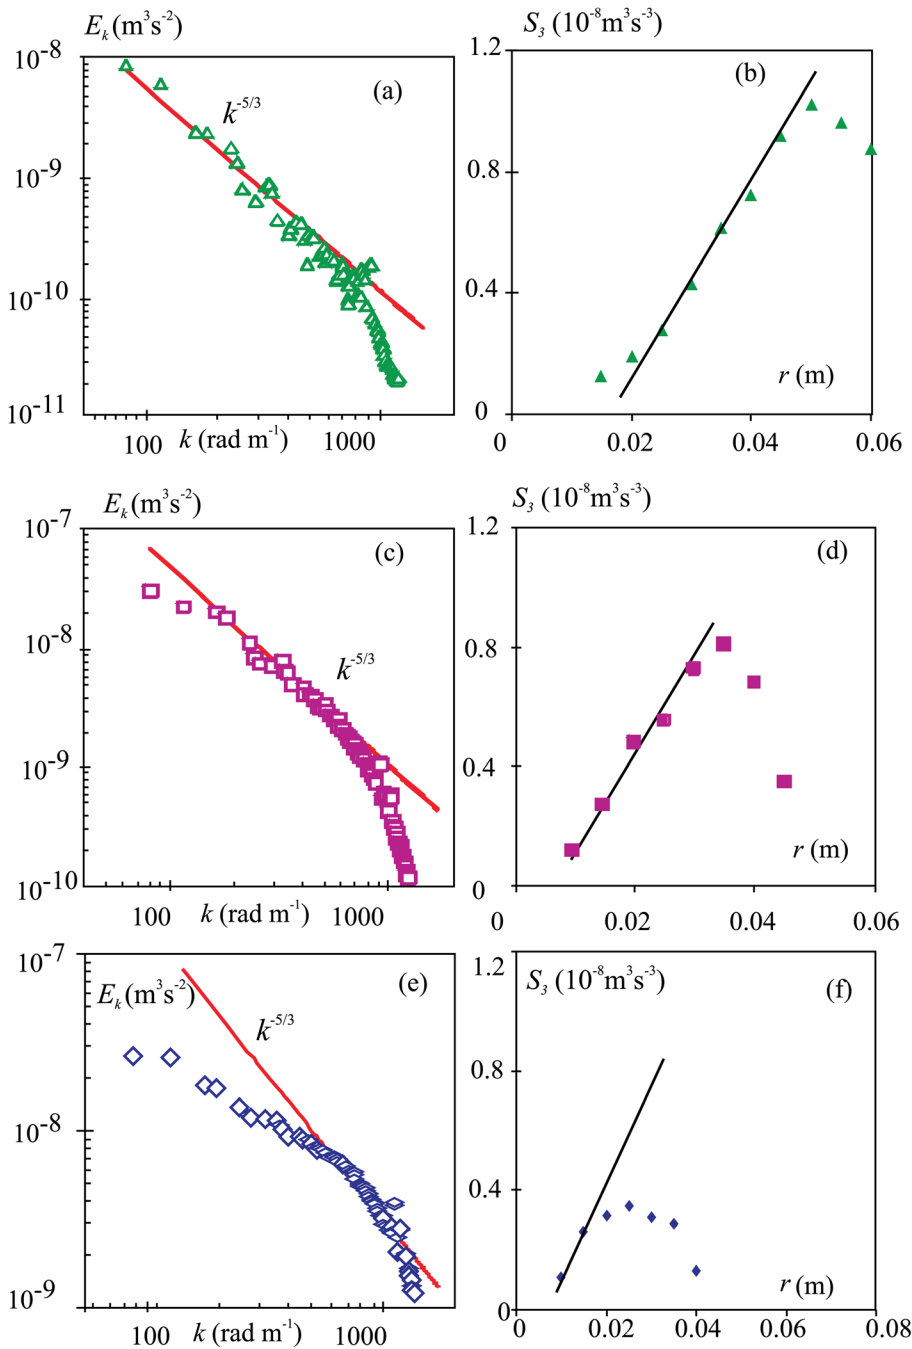 E_k (m³s⁻²)
(a)
k⁻⁵/³
10⁻⁸
10⁻⁹
10⁻¹⁰
10⁻¹¹
100 k (rad m⁻¹) 1000
S₃ (10⁻⁸m³s⁻³)
(b)
1.2
0.8
0.4
0
r (m)
0 0.02 0.04 0.06
E_k (m³s⁻²)
(c)
k⁻⁵/³
10⁻⁷
10⁻⁸
10⁻⁹
10⁻¹⁰
100 k (rad m⁻¹) 1000
S₃ (10⁻⁸m³s⁻³)
(d)
1.2
0.8
0.4
0
r (m)
0 0.02 0.04 0.06
10⁻⁷
E_k (m³s⁻²)
(e)
k⁻⁵/³
10⁻⁸
10⁻⁹
100 k (rad m⁻¹) 1000
1.2
S₃ (10⁻⁸m³s⁻³)
(f)
0.8
0.4
0
r (m)
0 0.02 0.04 0.06 0.08